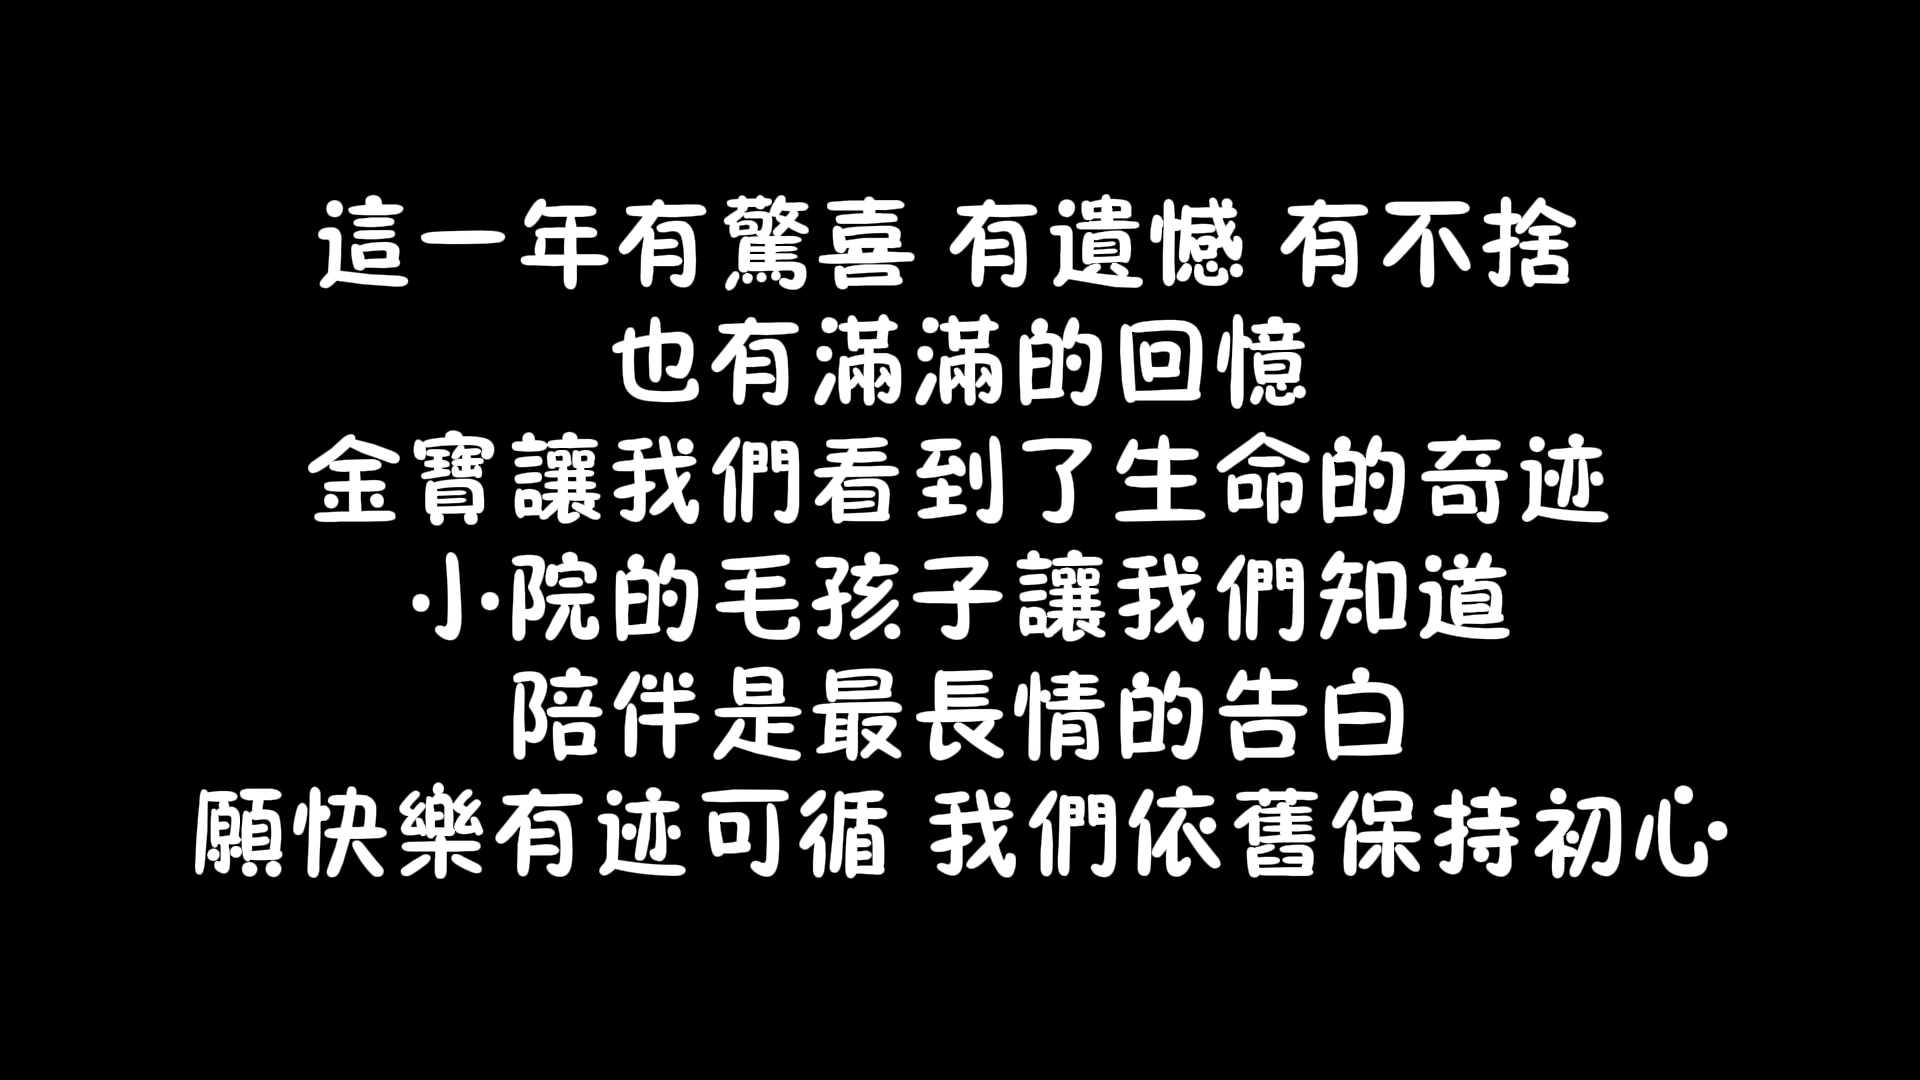 這一年有驚喜 有遺憾 有不捨
也有滿滿的回憶
金寶讓我們看到了生命的奇迹
小院的毛孩子讓我們知道
陪伴是最長情的告白
願快樂有迹可循 我們依舊保持初心